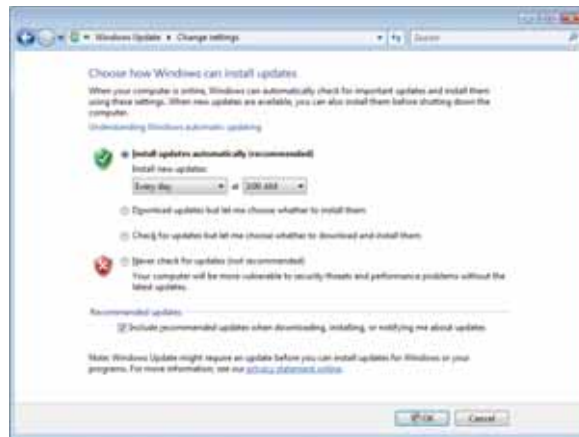 Windows Update ▸ Change settings
Search
Choose how Windows can install updates
When your computer is online, Windows can automatically check for important updates and install them
using these settings. When new updates are available, you can also install them before shutting down the
computer.
Understanding Windows automatic updating
Install updates automatically (recommended)
Install new updates:
Every day at 3:00 AM
Download updates but let me choose whether to install them
Check for updates but let me choose whether to download and install them
Never check for updates (not recommended)
Your computer will be more vulnerable to security threats and performance problems without the
latest updates.
Recommended updates
Include recommended updates when downloading, installing, or notifying me about updates
Note: Windows Update might require an update before you can install updates for Windows or your
programs. For more information, see our privacy statement online.
OK Cancel